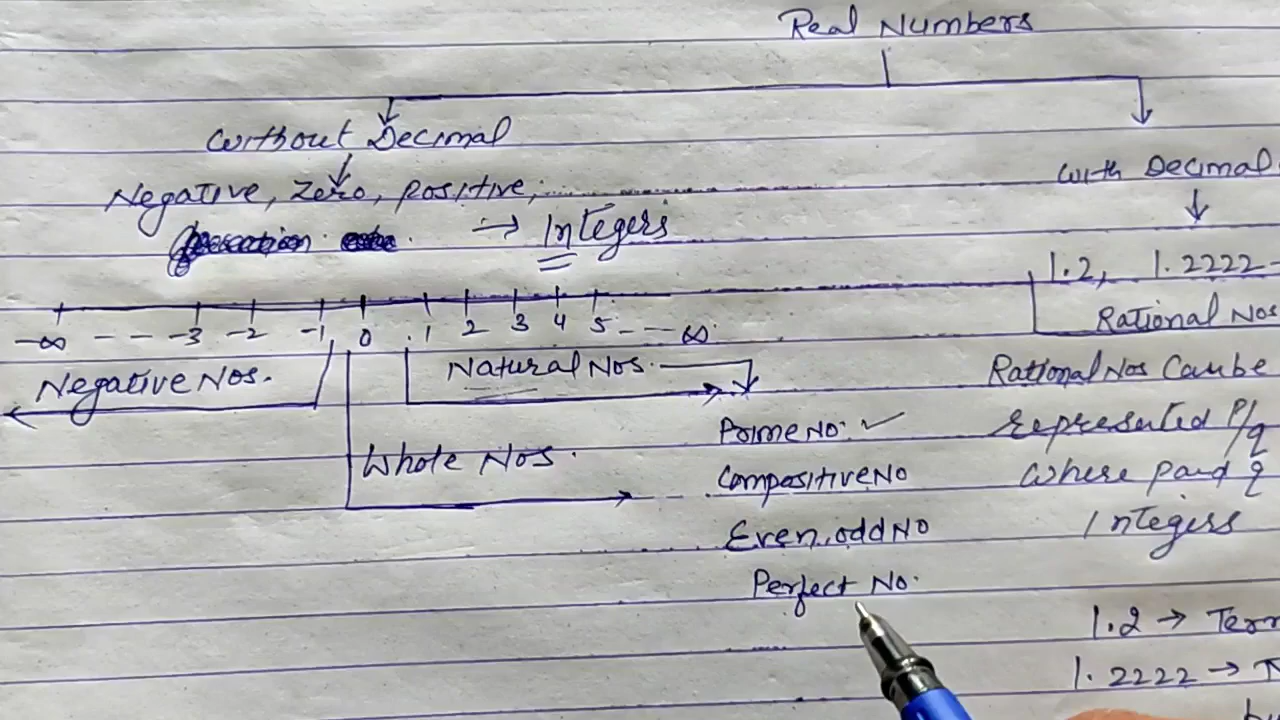 Real Numbers
Without Decimal
With Decimal
Negative, Zero, Positive,
→ Integers
1.2, 1.2222 -
Rational Nos
-∞ - - - -3 -2 -1 0 1 2 3 4 5 - - - ∞
Negative Nos.
Natural Nos.
Whole Nos.
Prime No. ✓
Compositive No
Even, odd No
Perfect No.
Rational Nos Can be
represented P/q
Where p and q
Integers
1.2 → Term
1.2222 →